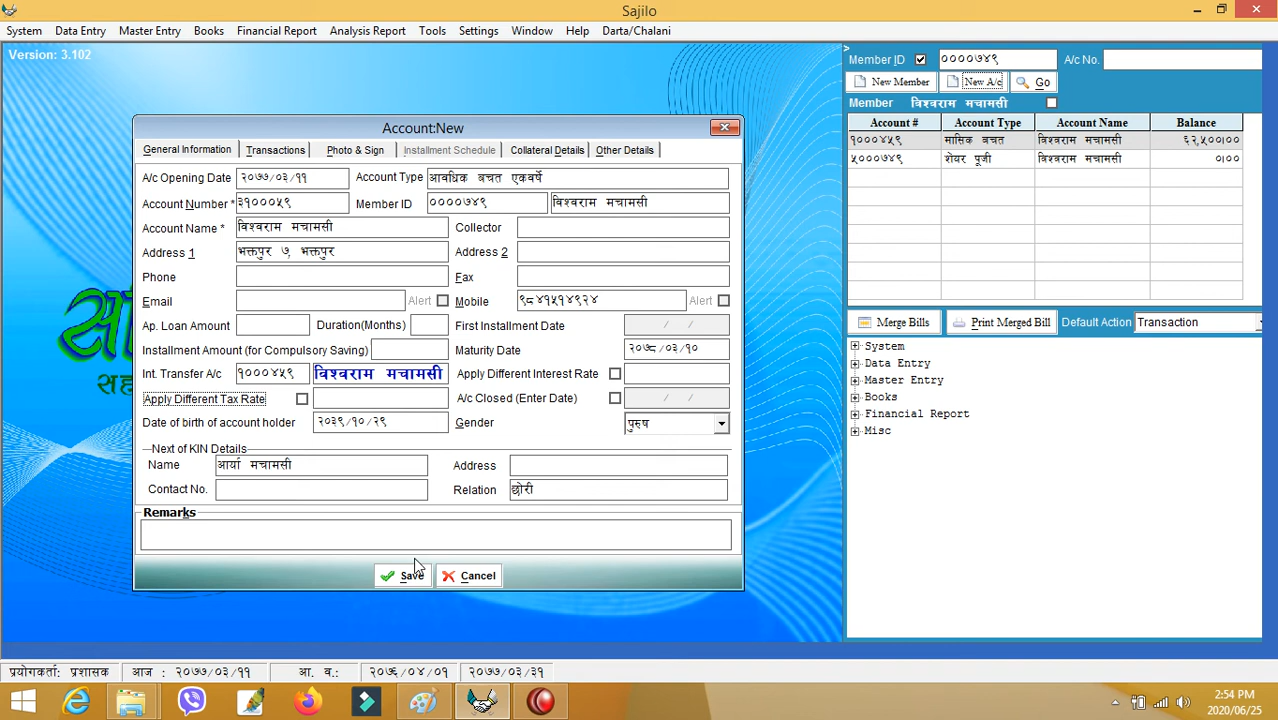 Sajilo
System Data Entry Master Entry Books Financial Report Analysis Report Tools Settings Window Help Darta/Chalani
Version: 3.102
>
Member ID ००००७४९ A/c No.
New Member New A/c Go
Member विश्वराम मचामसी
Account # Account Type Account Name Balance
१०००४५९ मासिक बचत विश्वराम मचामसी ६२,५००।००
५०००७४९ शेयर पूजी विश्वराम मचामसी ०।००
Merge Bills Print Merged Bill Default Action Transaction
System
Data Entry
Master Entry
Books
Financial Report
Misc
Account:New
General Information Transactions Photo & Sign Installment Schedule Collateral Details Other Details
A/c Opening Date २०७७/०३/११ Account Type आवधिक बचत एकवर्षे
Account Number * ३१०००५९ Member ID ००००७४९ विश्वराम मचामसी
Account Name * विश्वराम मचामसी Collector
Address 1 भक्तपुर ७, भक्तपुर Address 2
Phone Fax
Email Alert Mobile ९८४१५१४९२४ Alert
Ap. Loan Amount Duration(Months) First Installment Date / /
Installment Amount (for Compulsory Saving) Maturity Date २०७८/०३/१०
Int. Transfer A/c १०००४५९ विश्वराम मचामसी Apply Different Interest Rate
Apply Different Tax Rate A/c Closed (Enter Date) / /
Date of birth of account holder २०३९/१०/२९ Gender पुरुष
Next of KIN Details
Name आर्या मचामसी Address
Contact No. Relation छोरी
Remarks
Save Cancel
प्रयोगकर्ता: प्रशासक आज : २०७७/०३/११ आ. व.: २०७६/०४/०१ २०७७/०३/३१
2:54 PM
2020/06/25